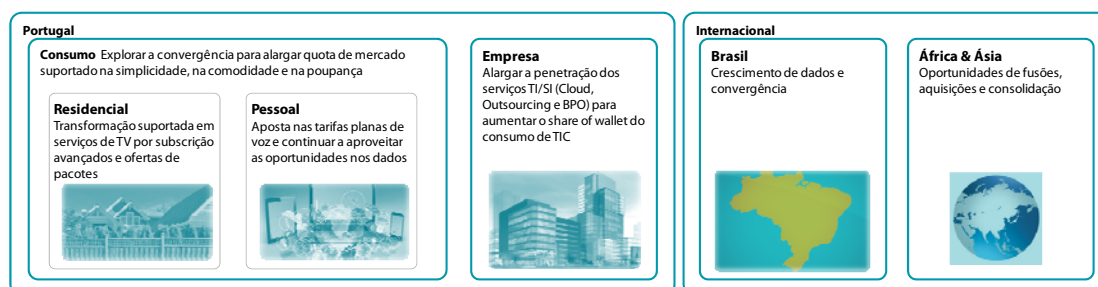 Portugal
Consumo Explorar a convergência para alargar quota de mercado
suportado na simplicidade, na comodidade e na poupança
Residencial
Transformação suportada em
serviços de TV por subscrição
avançados e ofertas de
pacotes
Pessoal
Aposta nas tarifas planas de
voz e continuar a aproveitar
as oportunidades nos dados
Empresa
Alargar a penetração dos
serviços TI/SI (Cloud,
Outsourcing e BPO) para
aumentar o share of wallet do
consumo de TIC
Internacional
Brasil
Crescimento de dados e
convergência
África & Ásia
Oportunidades de fusões,
aquisições e consolidação